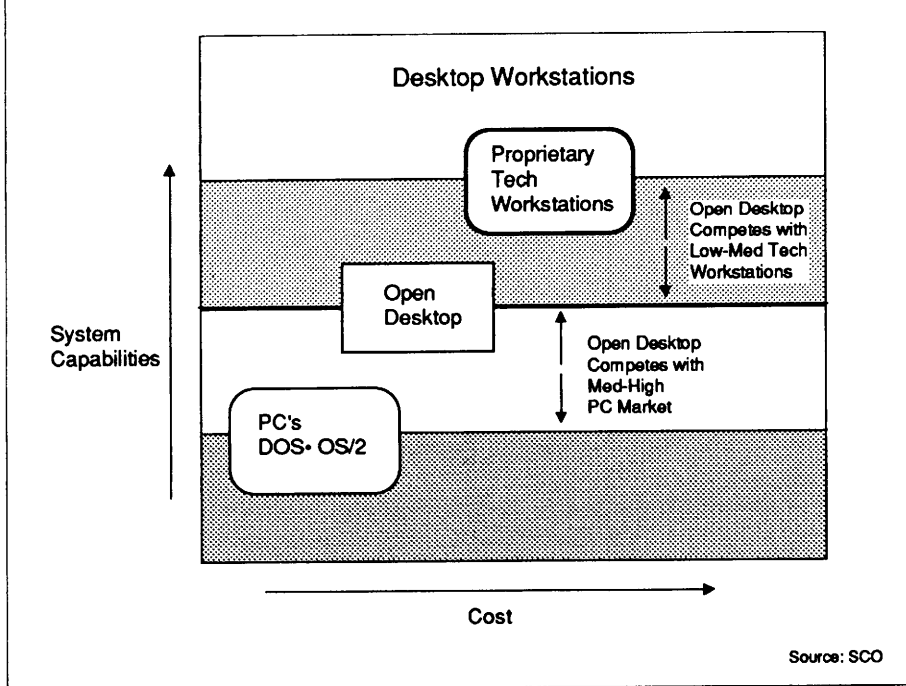 Desktop Workstations
Proprietary
Tech
Workstations
Open Desktop
Competes with
Low-Med Tech
Workstations
Open
Desktop
System
Capabilities
Open Desktop
Competes with
Med-High
PC Market
PC's
DOS• OS/2
Cost
Source: SCO